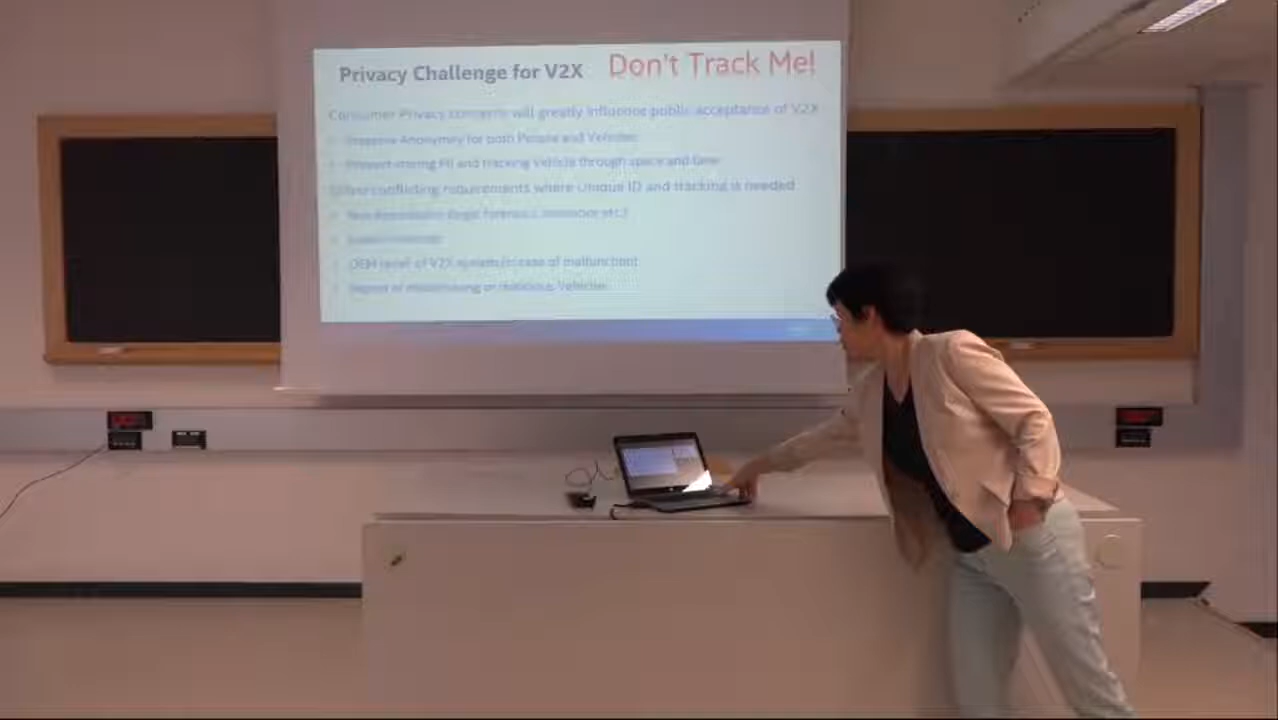 Privacy Challenge for V2X
Don't Track Me!
Consumer Privacy concerns will greatly influence public acceptance of V2X
Anonymity for both People and Vehicles
Prevent storing PII and tracking Vehicle through space and time
conflicting requirements where Unique ID and tracking is needed
OEM recall of V2X system in case of malfunction
Report of misbehaving or malicious Vehicles